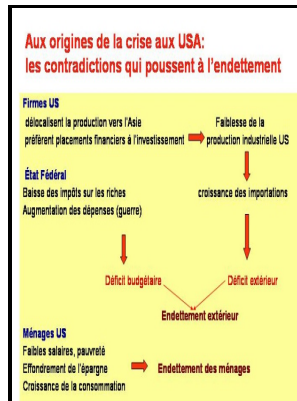 Aux origines de la crise aux USA:
les contradictions qui poussent à l'endettement
Firmes US
délocalisent la production vers l'Asie
préfèrent placements financiers à l'investissement
Faiblesse de la
production industrielle US
État Fédéral
Baisse des impôts sur les riches
Augmentation des dépenses (guerre)
croissance des importations
Déficit budgétaire
Déficit extérieur
Endettement extérieur
Ménages US
Faibles salaires, pauvreté
Effondrement de l'épargne
Croissance de la consommation
Endettement des ménages